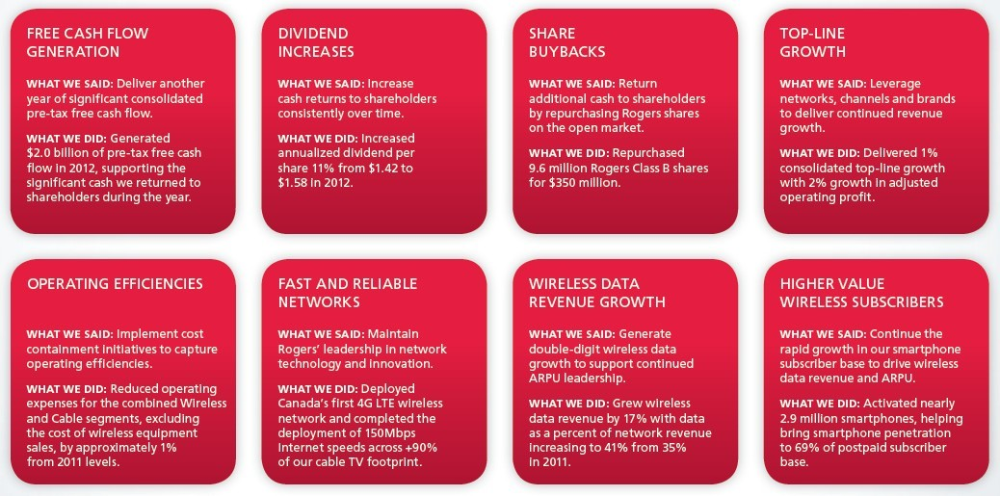 FREE CASH FLOW
GENERATION
WHAT WE SAID: Deliver another
year of significant consolidated
pre-tax free cash flow.
WHAT WE DID: Generated
$2.0 billion of pre-tax free cash
flow in 2012, supporting the
significant cash we returned to
shareholders during the year.
DIVIDEND
INCREASES
WHAT WE SAID: Increase
cash returns to shareholders
consistently over time.
WHAT WE DID: Increased
annualized dividend per
share 11% from $1.42 to
$1.58 in 2012.
SHARE
BUYBACKS
WHAT WE SAID: Return
additional cash to shareholders
by repurchasing Rogers shares
on the open market.
WHAT WE DID: Repurchased
9.6 million Rogers Class B shares
for $350 million.
TOP-LINE
GROWTH
WHAT WE SAID: Leverage
networks, channels and brands
to deliver continued revenue
growth.
WHAT WE DID: Delivered 1%
consolidated top-line growth
with 2% growth in adjusted
operating profit.
OPERATING EFFICIENCIES
WHAT WE SAID: Implement cost
containment initiatives to capture
operating efficiencies.
WHAT WE DID: Reduced operating
expenses for the combined Wireless
and Cable segments, excluding
the cost of wireless equipment
sales, by approximately 1%
from 2011 levels.
FAST AND RELIABLE
NETWORKS
WHAT WE SAID: Maintain
Rogers' leadership in network
technology and innovation.
WHAT WE DID: Deployed
Canada's first 4G LTE wireless
network and completed the
deployment of 150Mbps
Internet speeds across +90%
of our cable TV footprint.
WIRELESS DATA
REVENUE GROWTH
WHAT WE SAID: Generate
double-digit wireless data
growth to support continued
ARPU leadership.
WHAT WE DID: Grew wireless
data revenue by 17% with data
as a percent of network revenue
increasing to 41% from 35%
in 2011.
HIGHER VALUE
WIRELESS SUBSCRIBERS
WHAT WE SAID: Continue the
rapid growth in our smartphone
subscriber base to drive wireless
data revenue and ARPU.
WHAT WE DID: Activated nearly
2.9 million smartphones, helping
bring smartphone penetration
to 69% of postpaid subscriber
base.